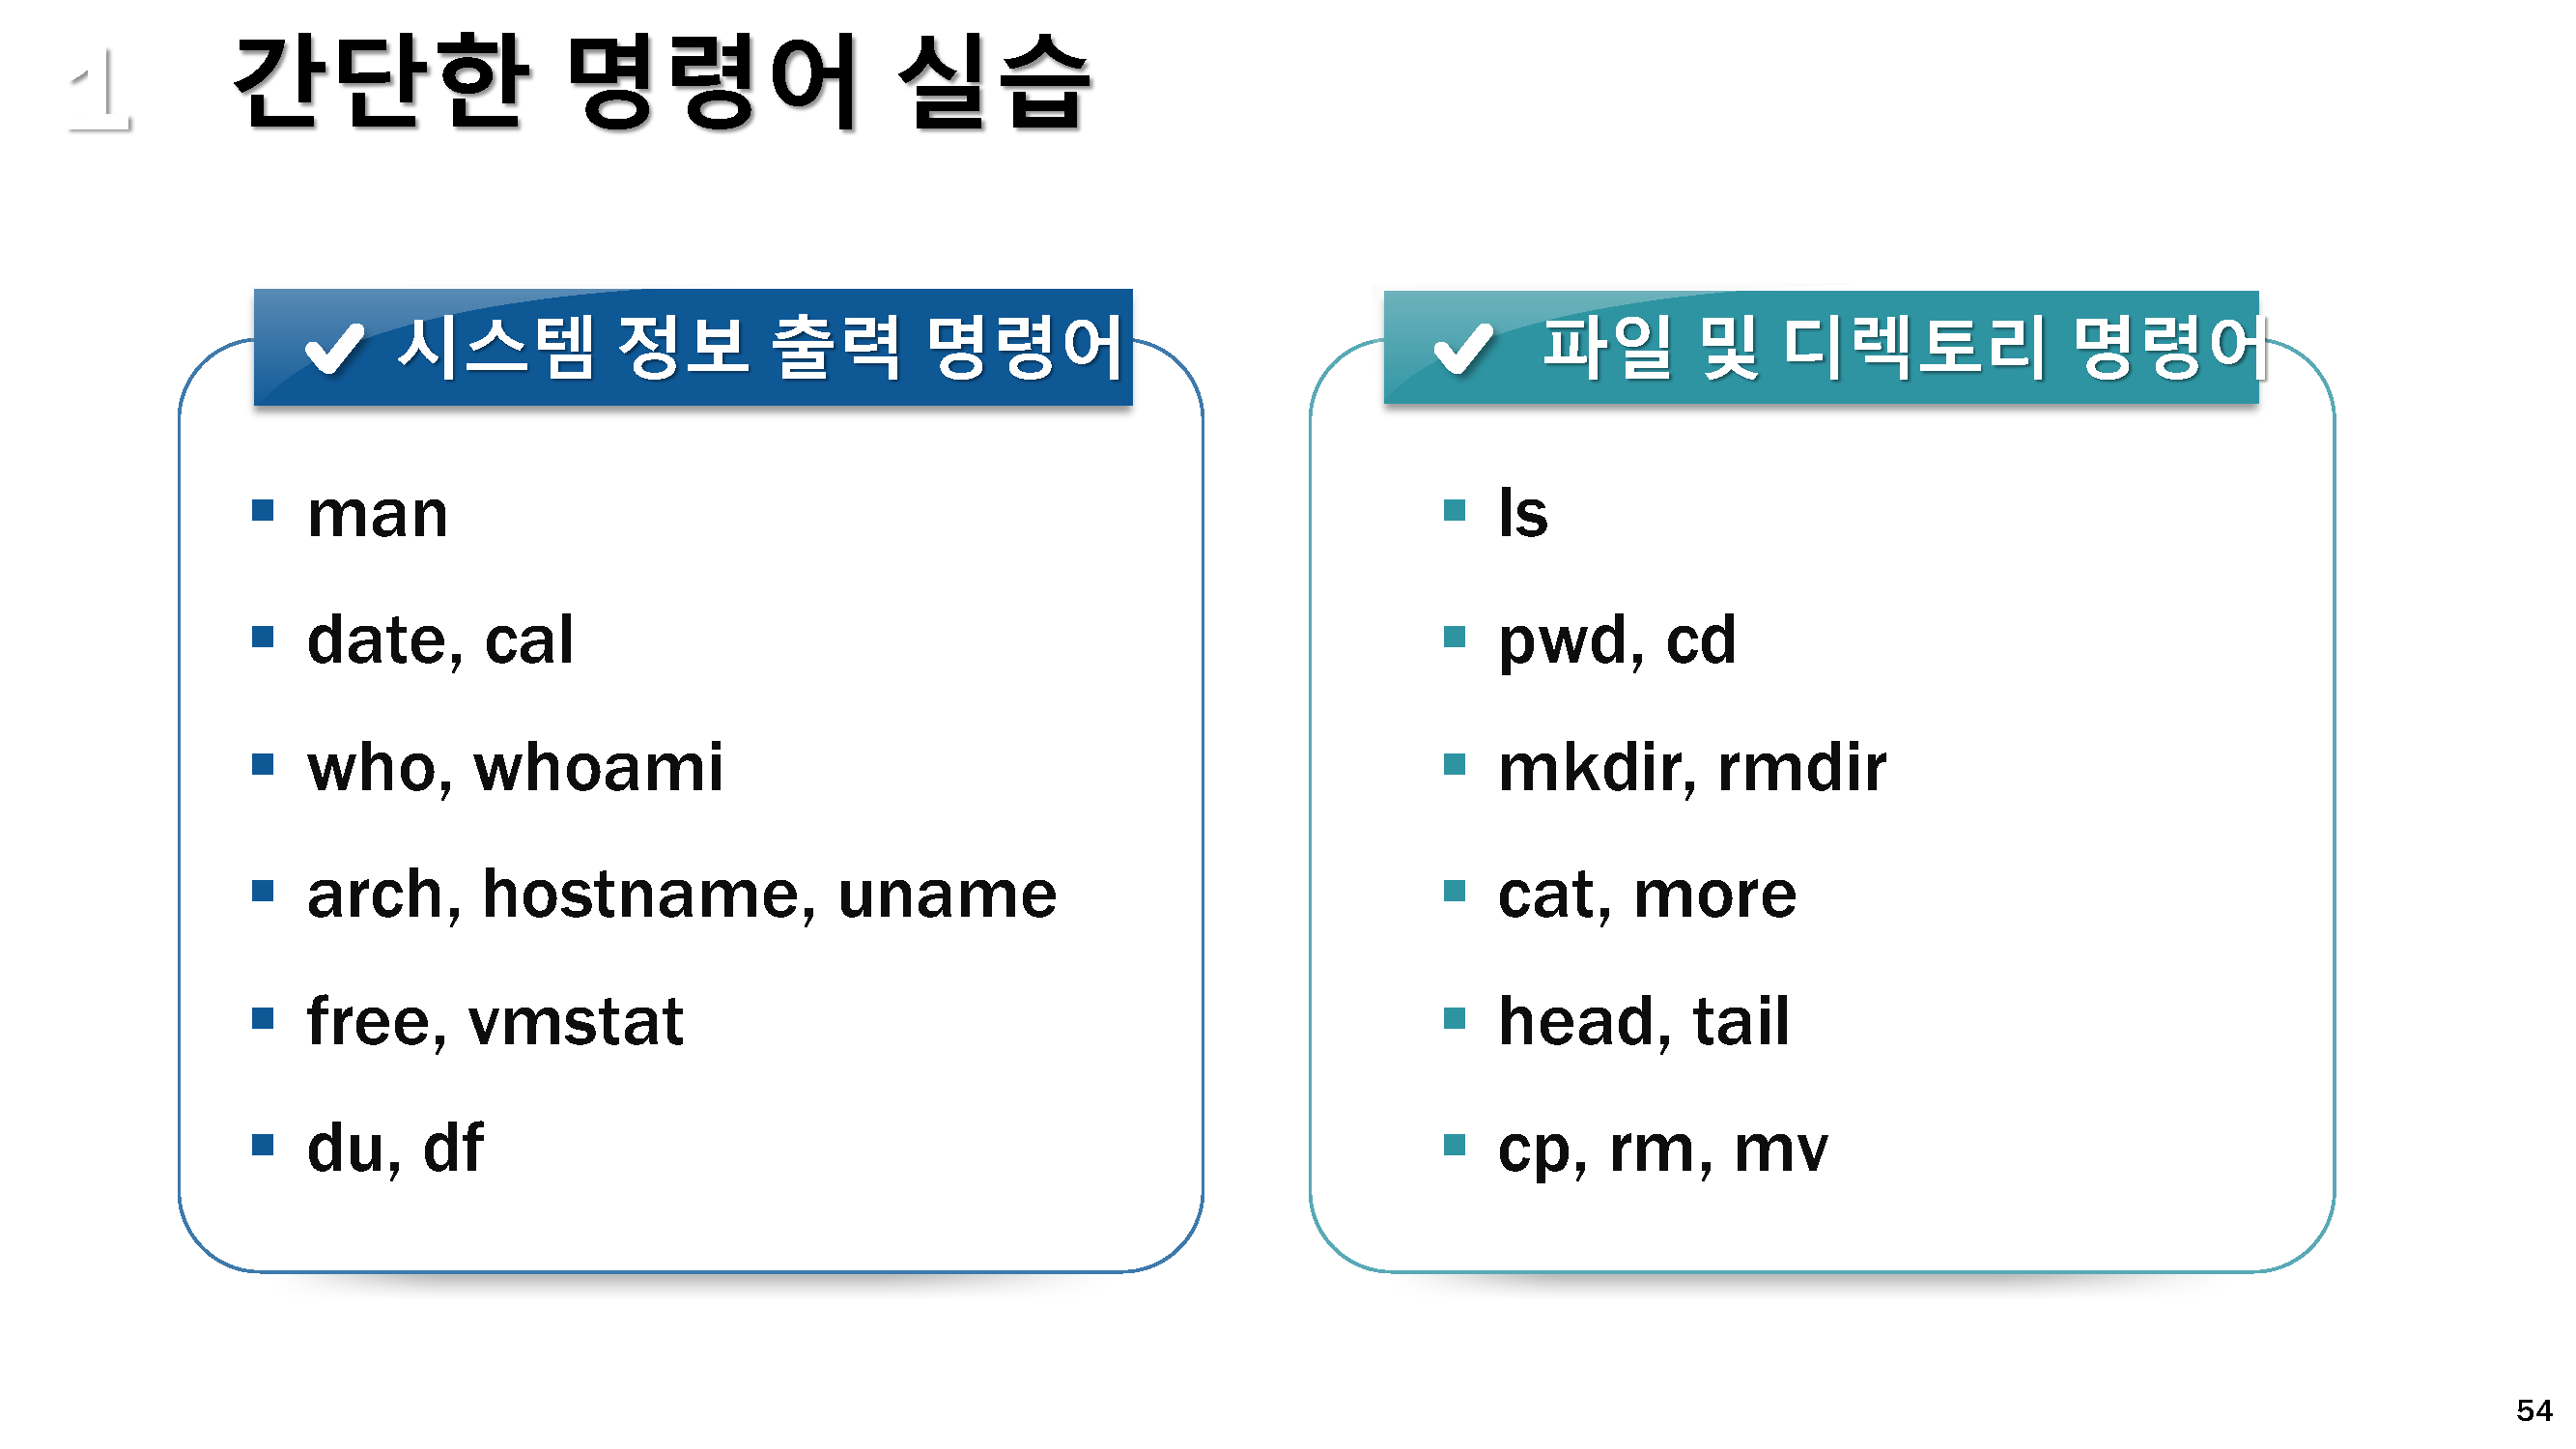 1 간단한 명령어 실습
시스템 정보 출력 명령어
man
date, cal
who, whoami
arch, hostname, uname
free, vmstat
du, df
파일 및 디렉토리 명령어
ls
pwd, cd
mkdir, rmdir
cat, more
head, tail
cp, rm, mv
54